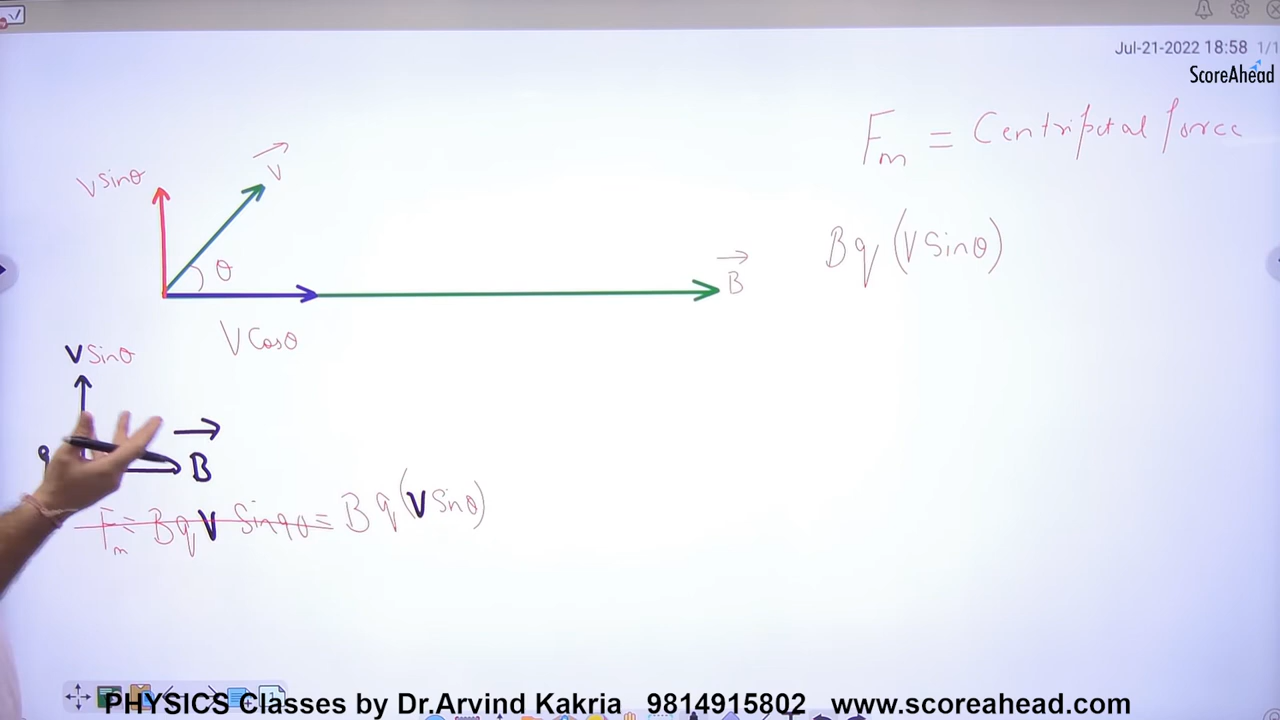 Jul-21-2022 18:58 1/1
ScoreAhead
Fm = Centripetal force
V sinθ
V
Bq (V Sinθ)
θ
B
V Cosθ
V Sinθ
B
Fm = BqV Sin90 = Bq(V Sinθ)
PHYSICS Classes by Dr.Arvind Kakria 9814915802 www.scoreahead.com